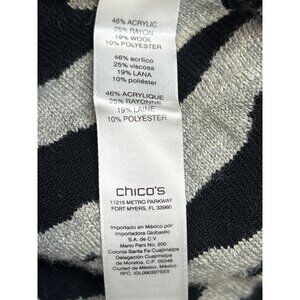 46% ACRYLIC
25% RAYON
19% WOOL
10% POLYESTER
46% acrílico
25% viscosa
19% LANA
10% poliéster
46% ACRYLIQUE
25% RAYONNE
19% LAINE
10% POLYESTER
chico's
11215 METRO PARKWAY
FORT MYERS, FL 33966
Importado en México por
Importadora Globastic
S.A. de C.V.
Mario Pani No. 200
Colonia Santa Fe Cuajimalpa
Delegación Cuajimalpa
de Morelos, C.P. 05348
Ciudad de México, México
RFC. IGL090327SE5